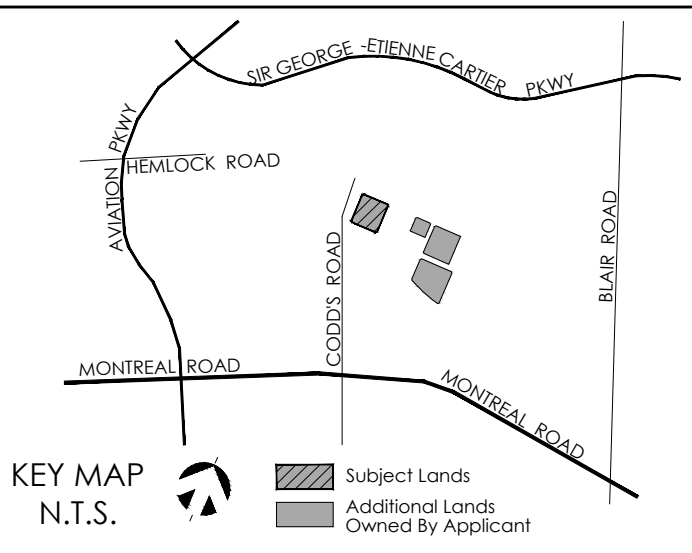 SIR GEORGE -ETIENNE CARTIER PKWY
AVIATION PKWY
HEMLOCK ROAD
CODD'S ROAD
BLAIR ROAD
MONTREAL ROAD
MONTREAL ROAD
KEY MAP
N.T.S.
Subject Lands
Additional Lands
Owned By Applicant